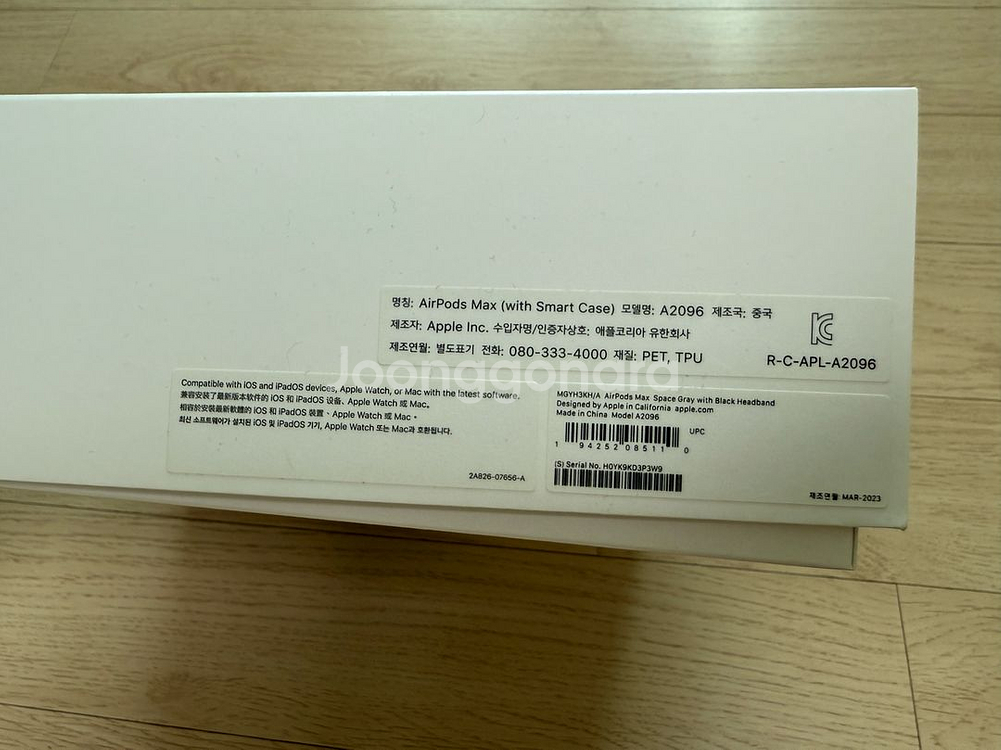 명칭: AirPods Max (with Smart Case) 모델명: A2096 제조국: 중국
제조자: Apple Inc. 수입자명/인증자상호: 애플코리아 유한회사
제조연월: 별도표기 전화: 080-333-4000 재질: PET, TPU
R-C-APL-A2096
Joonggonara
Compatible with iOS and iPadOS devices, Apple Watch, or Mac with the latest software.
兼容安装了最新版本软件的 iOS 和 iPadOS 设备、Apple Watch 或 Mac。
相容於安裝最新軟體的 iOS 和 iPadOS 裝置、Apple Watch 或 Mac。
최신 소프트웨어가 설치된 iOS 및 iPadOS 기기, Apple Watch 또는 Mac과 호환됩니다.
2A826-07656-A
MGYH3KH/A AirPods Max Space Gray with Black Headband
Designed by Apple in California apple.com
Made in China Model A2096
UPC
1 94252 08511 0
(S) Serial No. H0YK9KD3P3W9
제조연월: MAR-2023